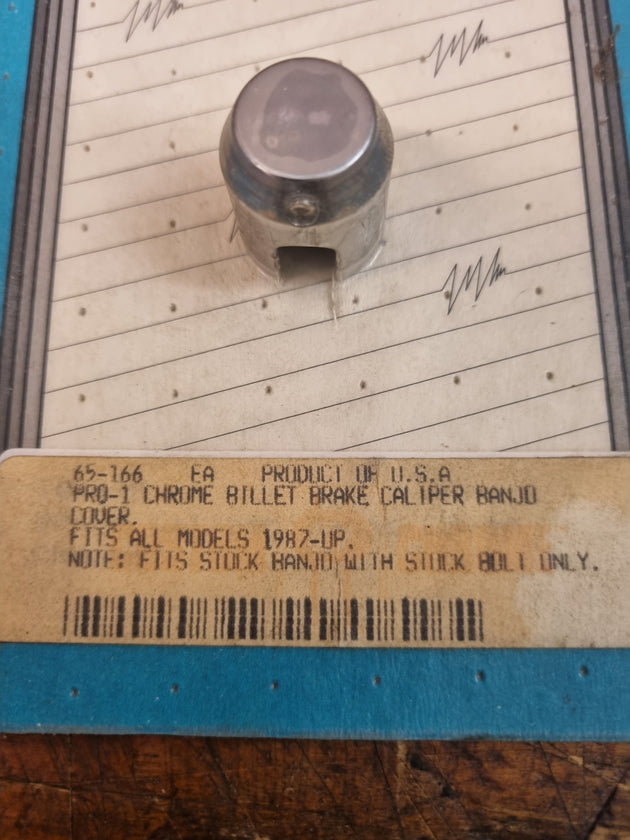 65-166 EA PRODUCT OF U.S.A
PRO-1 CHROME BILLET BRAKE CALIPER BANJO
COVER.
FITS ALL MODELS 1987-UP.
NOTE: FITS STOCK BANJO WITH STOCK BOLT ONLY.